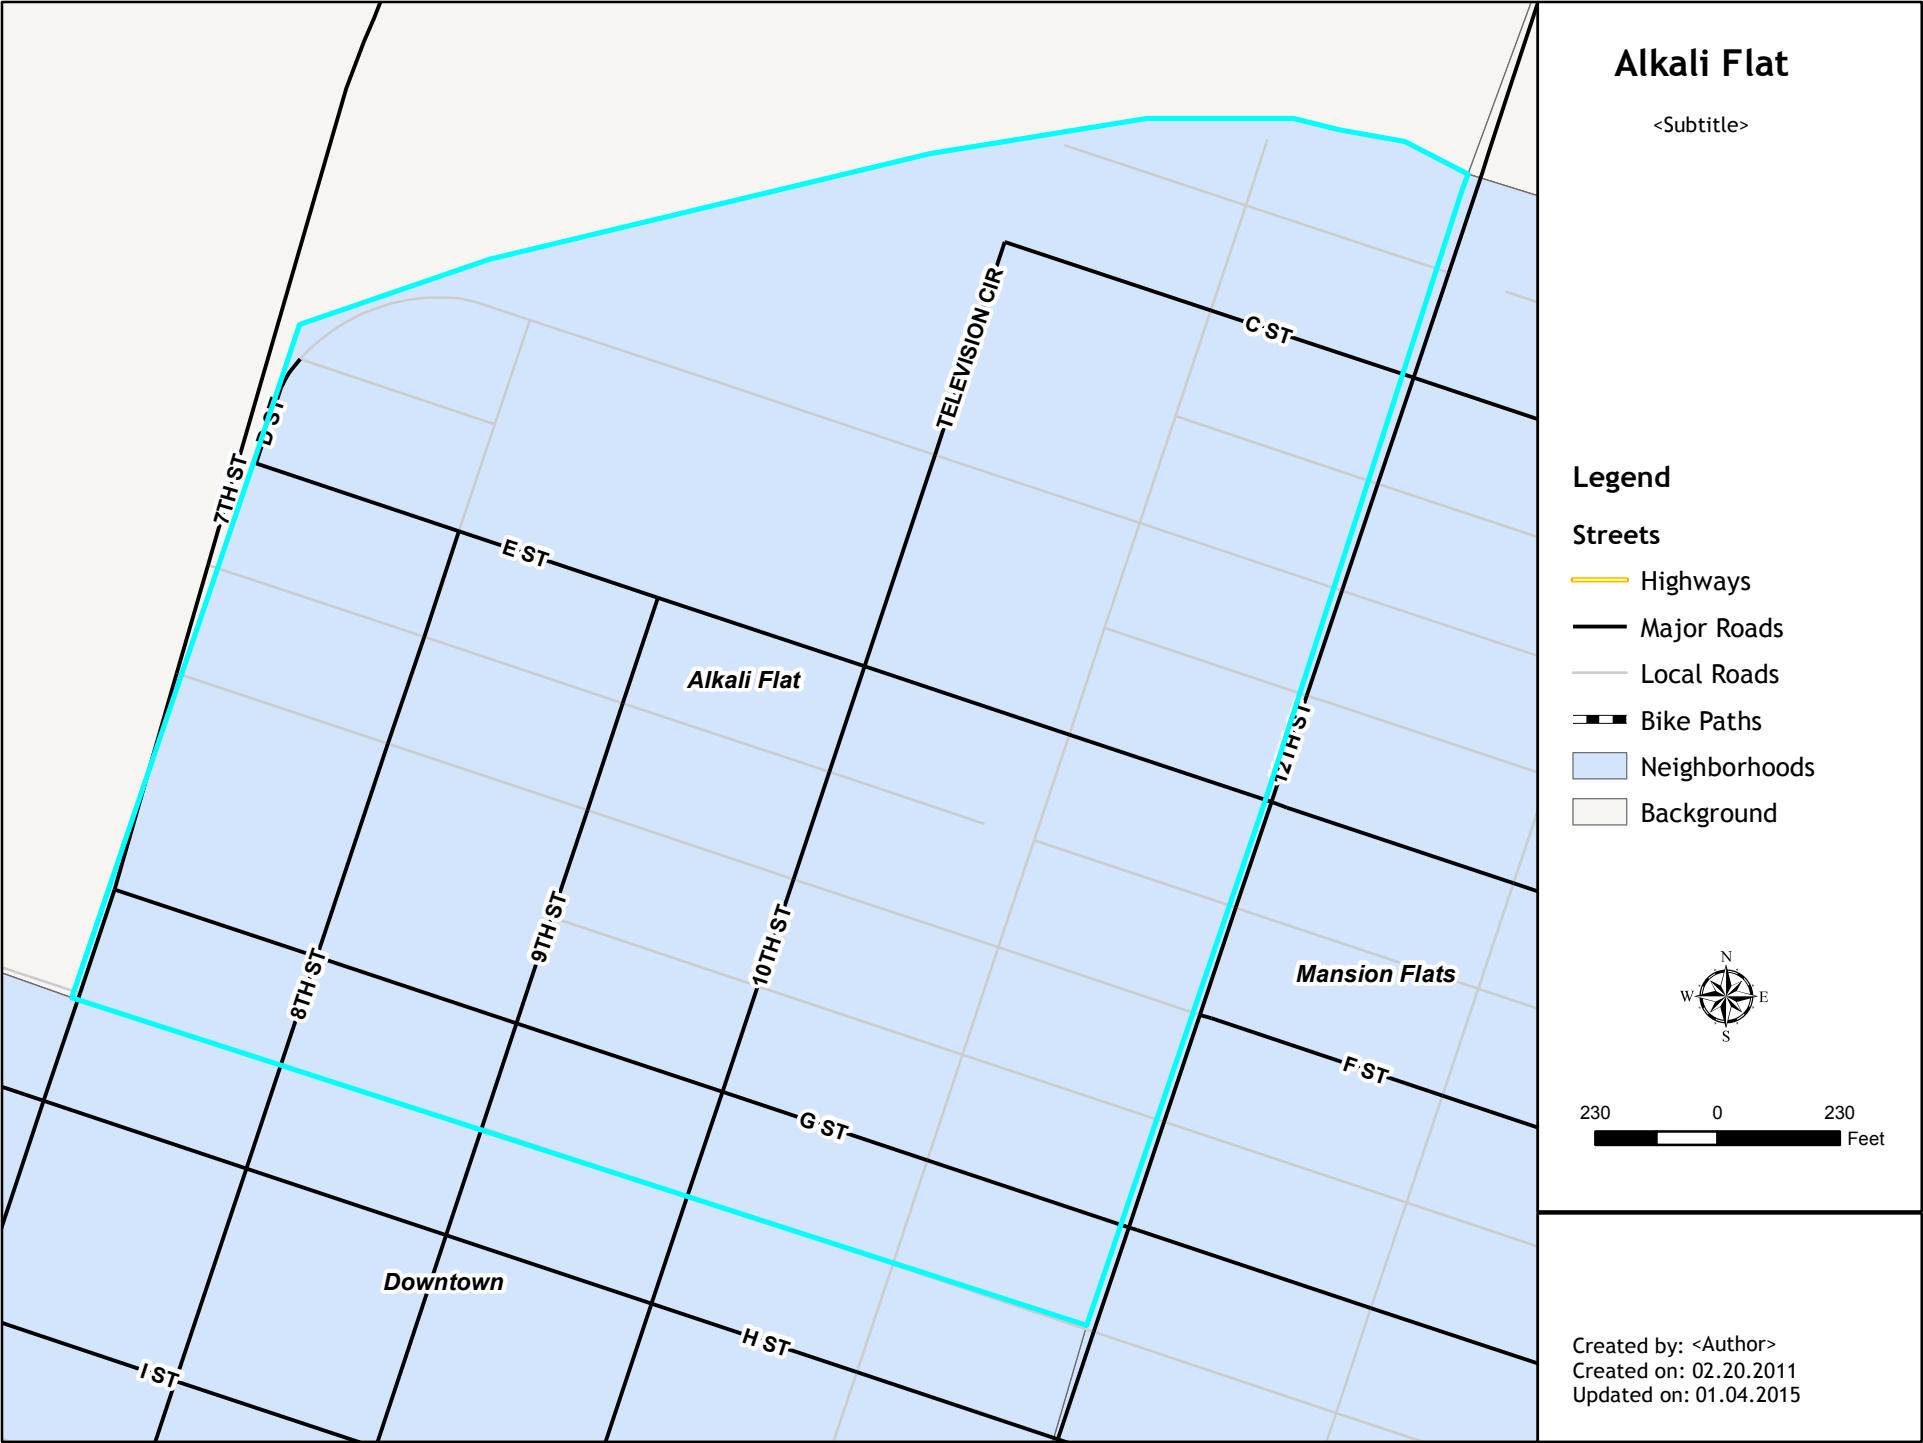 Alkali Flat
<Subtitle>
TELEVISION CIR
C ST
D ST
7TH ST
E ST
Alkali Flat
12TH ST
9TH ST
10TH ST
8TH ST
Mansion Flats
F ST
G ST
Downtown
H ST
I ST
Legend
Streets
Highways
Major Roads
Local Roads
Bike Paths
Neighborhoods
Background
N
W E
S
230 0 230
Feet
Created by: <Author>
Created on: 02.20.2011
Updated on: 01.04.2015